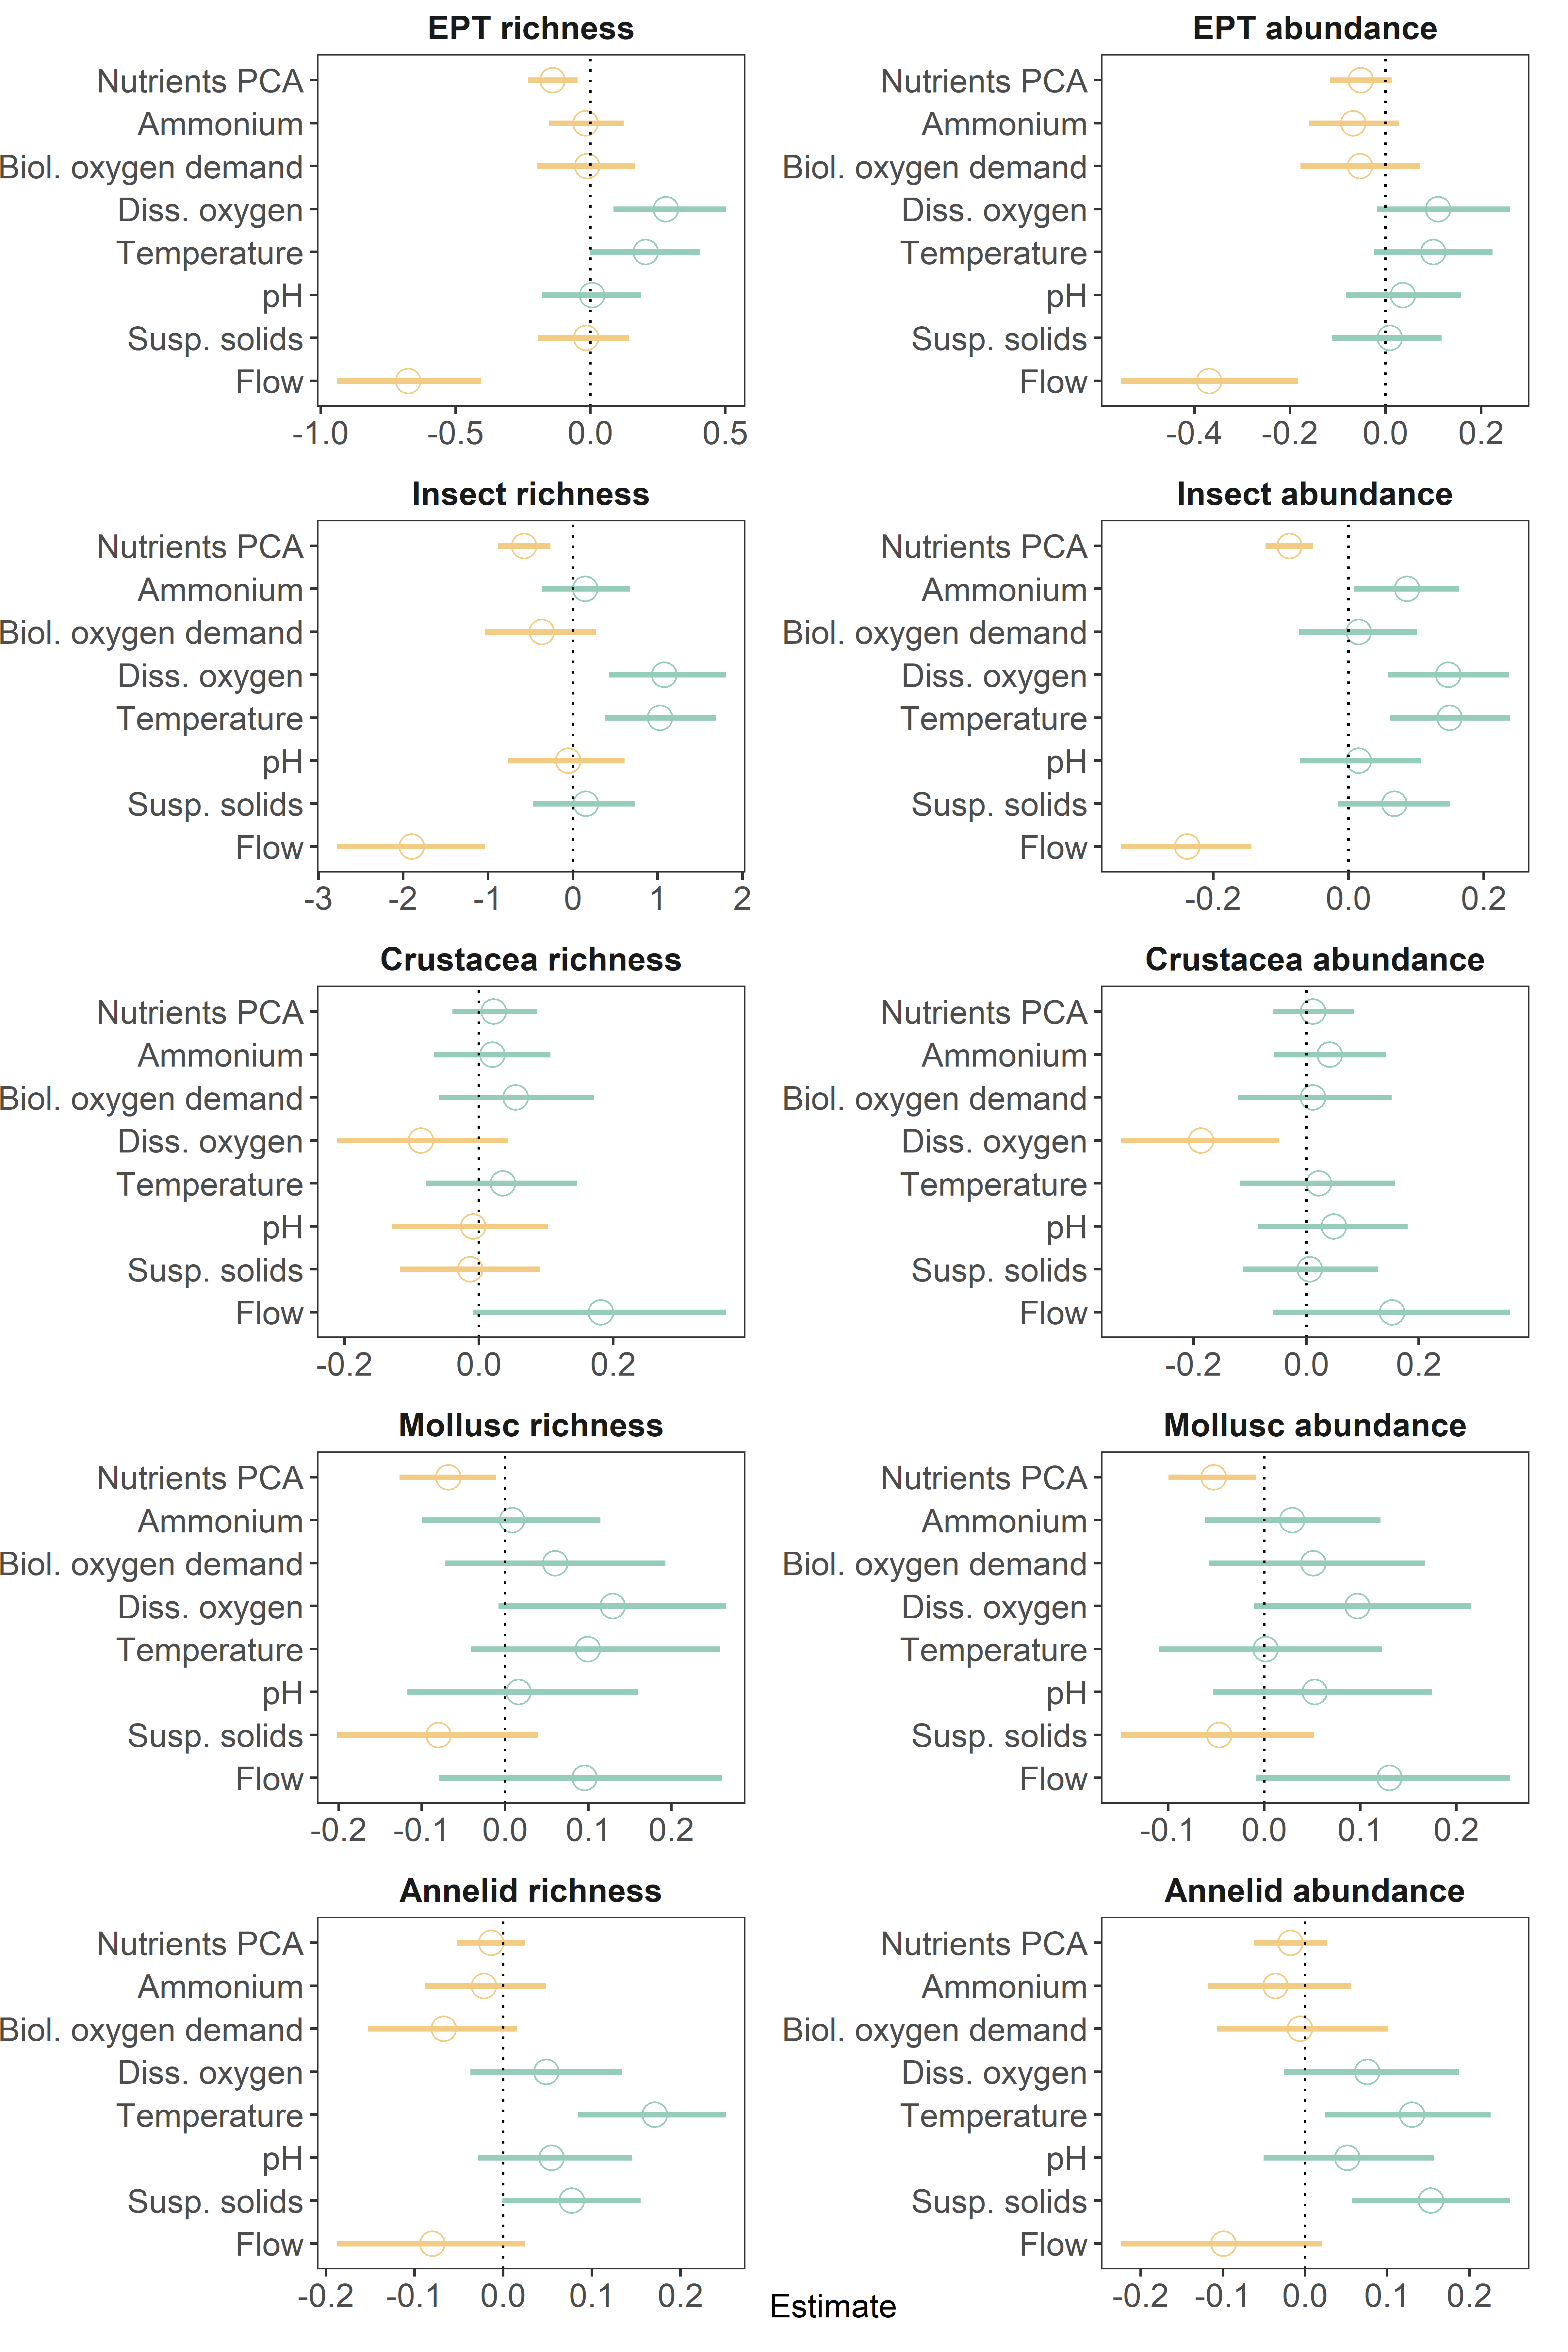 EPT richness
Nutrients PCA
Ammonium
Biol. oxygen demand
Diss. oxygen
Temperature
pH
Susp. solids
Flow
-1.0 -0.5 0.0 0.5
EPT abundance
Nutrients PCA
Ammonium
Biol. oxygen demand
Diss. oxygen
Temperature
pH
Susp. solids
Flow
-0.4 -0.2 0.0 0.2
Insect richness
Nutrients PCA
Ammonium
Biol. oxygen demand
Diss. oxygen
Temperature
pH
Susp. solids
Flow
-3 -2 -1 0 1 2
Insect abundance
Nutrients PCA
Ammonium
Biol. oxygen demand
Diss. oxygen
Temperature
pH
Susp. solids
Flow
-0.2 0.0 0.2
Crustacea richness
Nutrients PCA
Ammonium
Biol. oxygen demand
Diss. oxygen
Temperature
pH
Susp. solids
Flow
-0.2 0.0 0.2
Crustacea abundance
Nutrients PCA
Ammonium
Biol. oxygen demand
Diss. oxygen
Temperature
pH
Susp. solids
Flow
-0.2 0.0 0.2
Mollusc richness
Nutrients PCA
Ammonium
Biol. oxygen demand
Diss. oxygen
Temperature
pH
Susp. solids
Flow
-0.2 -0.1 0.0 0.1 0.2
Mollusc abundance
Nutrients PCA
Ammonium
Biol. oxygen demand
Diss. oxygen
Temperature
pH
Susp. solids
Flow
-0.1 0.0 0.1 0.2
Annelid richness
Nutrients PCA
Ammonium
Biol. oxygen demand
Diss. oxygen
Temperature
pH
Susp. solids
Flow
-0.2 -0.1 0.0 0.1 0.2
Annelid abundance
Nutrients PCA
Ammonium
Biol. oxygen demand
Diss. oxygen
Temperature
pH
Susp. solids
Flow
-0.2 -0.1 0.0 0.1 0.2
Estimate